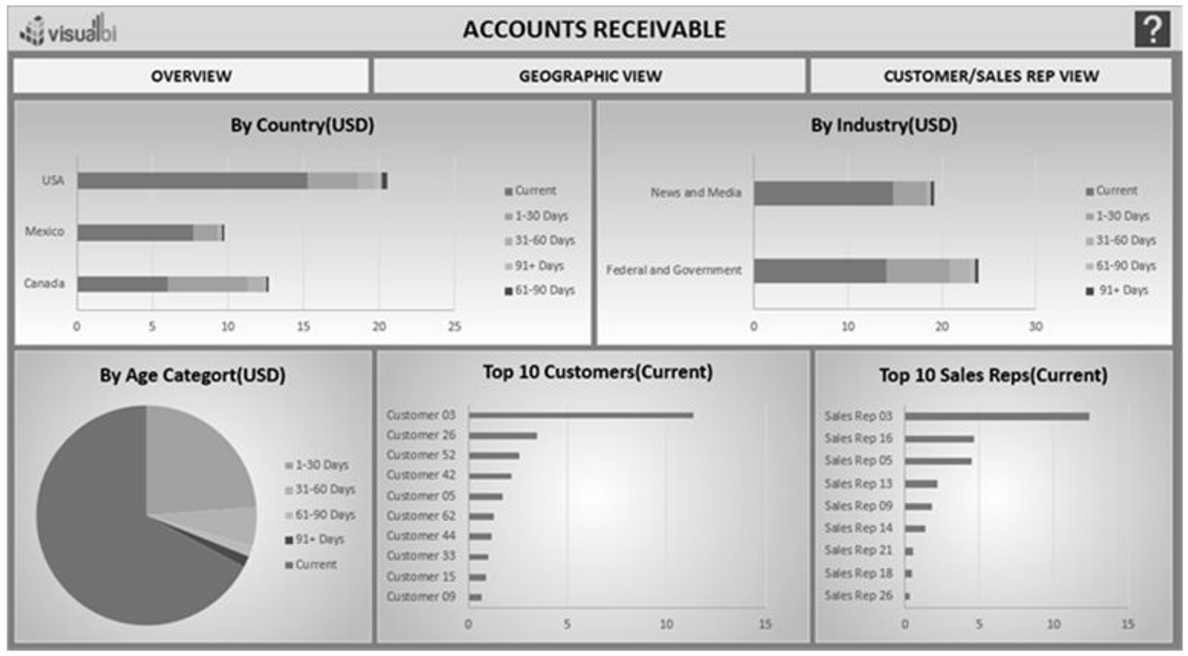 visualbi
ACCOUNTS RECEIVABLE
?
OVERVIEW
GEOGRAPHIC VIEW
CUSTOMER/SALES REP VIEW
By Country(USD)
USA
Mexico
Canada
0 5 10 15 20 25
Current
1-30 Days
31-60 Days
91+ Days
61-90 Days
By Industry(USD)
News and Media
Federal and Government
0 10 20 30
Current
1-30 Days
31-60 Days
61-90 Days
91+ Days
By Age Categort(USD)
1-30 Days
31-60 Days
61-90 Days
91+ Days
Current
Top 10 Customers(Current)
Customer 03
Customer 26
Customer 52
Customer 42
Customer 05
Customer 62
Customer 44
Customer 33
Customer 15
Customer 09
0 5 10 15
Top 10 Sales Reps(Current)
Sales Rep 03
Sales Rep 16
Sales Rep 05
Sales Rep 13
Sales Rep 09
Sales Rep 14
Sales Rep 21
Sales Rep 18
Sales Rep 26
0 5 10 15